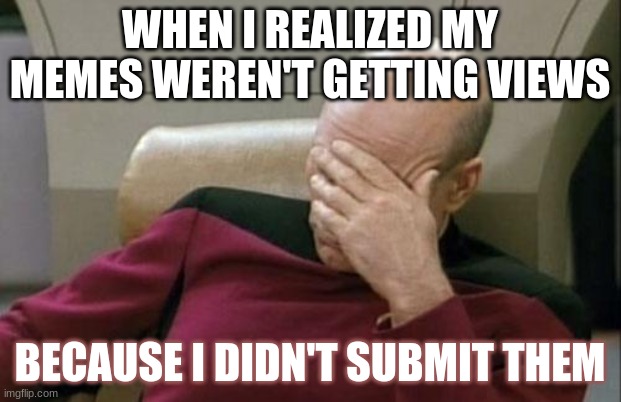 WHEN I REALIZED MY
MEMES WEREN'T GETTING VIEWS
BECAUSE I DIDN'T SUBMIT THEM
imgflip.com